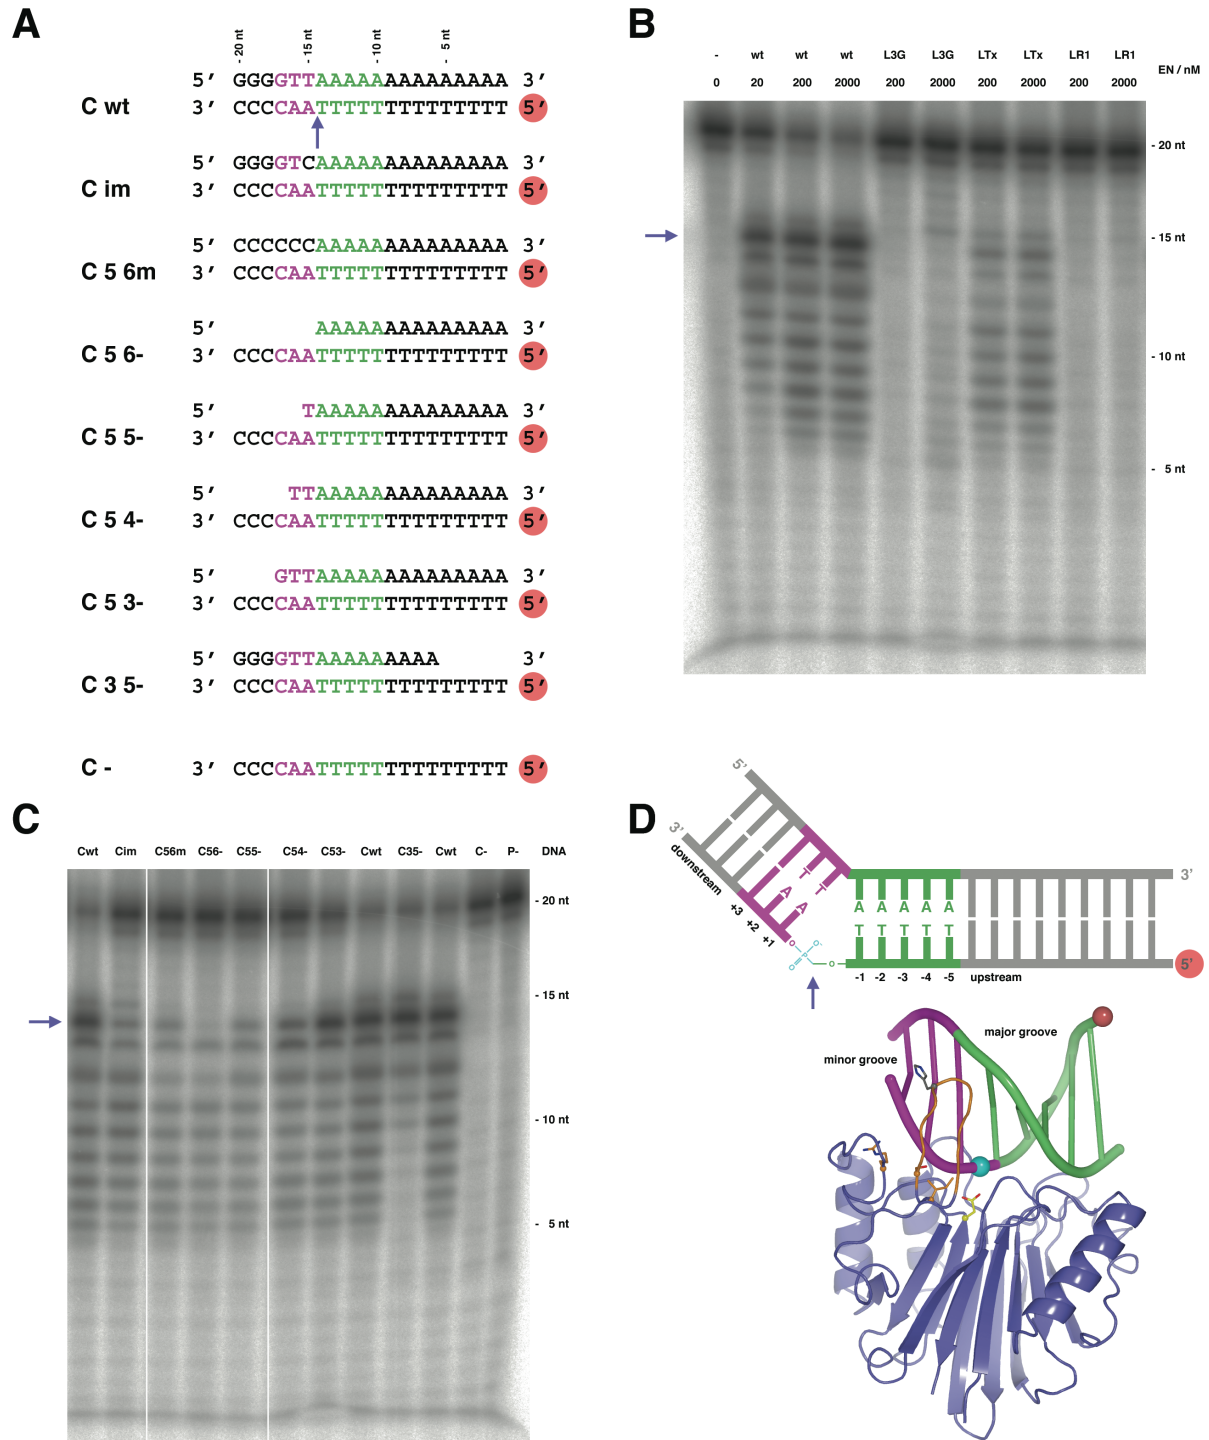 A
20 nt
15 nt
10 nt
5 nt
5′ GGGGTTAAAAAAAAAAAAAA 3′
C wt 3′ CCCCAATTTTTTTTTTTTTT 5′
5′ GGGGTCAAAAAAAAAAAAAA 3′
C im 3′ CCCCAATTTTTTTTTTTTTT 5′
5′ CCCCCCAAAAAAAAAAAAAA 3′
C 5 6m 3′ CCCCAATTTTTTTTTTTTTT 5′
5′ AAAAAAAAAAAAAA 3′
C 5 6- 3′ CCCCAATTTTTTTTTTTTTT 5′
5′ TAAAAAAAAAAAAAA 3′
C 5 5- 3′ CCCCAATTTTTTTTTTTTTT 5′
5′ TTAAAAAAAAAAAAAA 3′
C 5 4- 3′ CCCCAATTTTTTTTTTTTTT 5′
5′ GTTAAAAAAAAAAAAAA 3′
C 5 3- 3′ CCCCAATTTTTTTTTTTTTT 5′
5′ GGGGTTAAAAAAAAA 3′
C 3 5- 3′ CCCCAATTTTTTTTTTTTTT 5′
C - 3′ CCCCAATTTTTTTTTTTTTT 5′
B
- wt wt wt L3G L3G LTx LTx LR1 LR1
EN / nM
0 20 200 2000 200 2000 200 2000 200 2000
- 20 nt
- 15 nt
- 10 nt
- 5 nt
C
Cwt Cim C56m C56- C55- C54- C53- Cwt C35- Cwt C- P- DNA
- 20 nt
- 15 nt
- 10 nt
- 5 nt
D
5′
3′
downstream
+3
+2
+1
T
T
A
A
O
P
O-
O
O
A A A A A
T T T T T
3′
5′
-1 -2 -3 -4 -5 upstream
major groove
minor groove